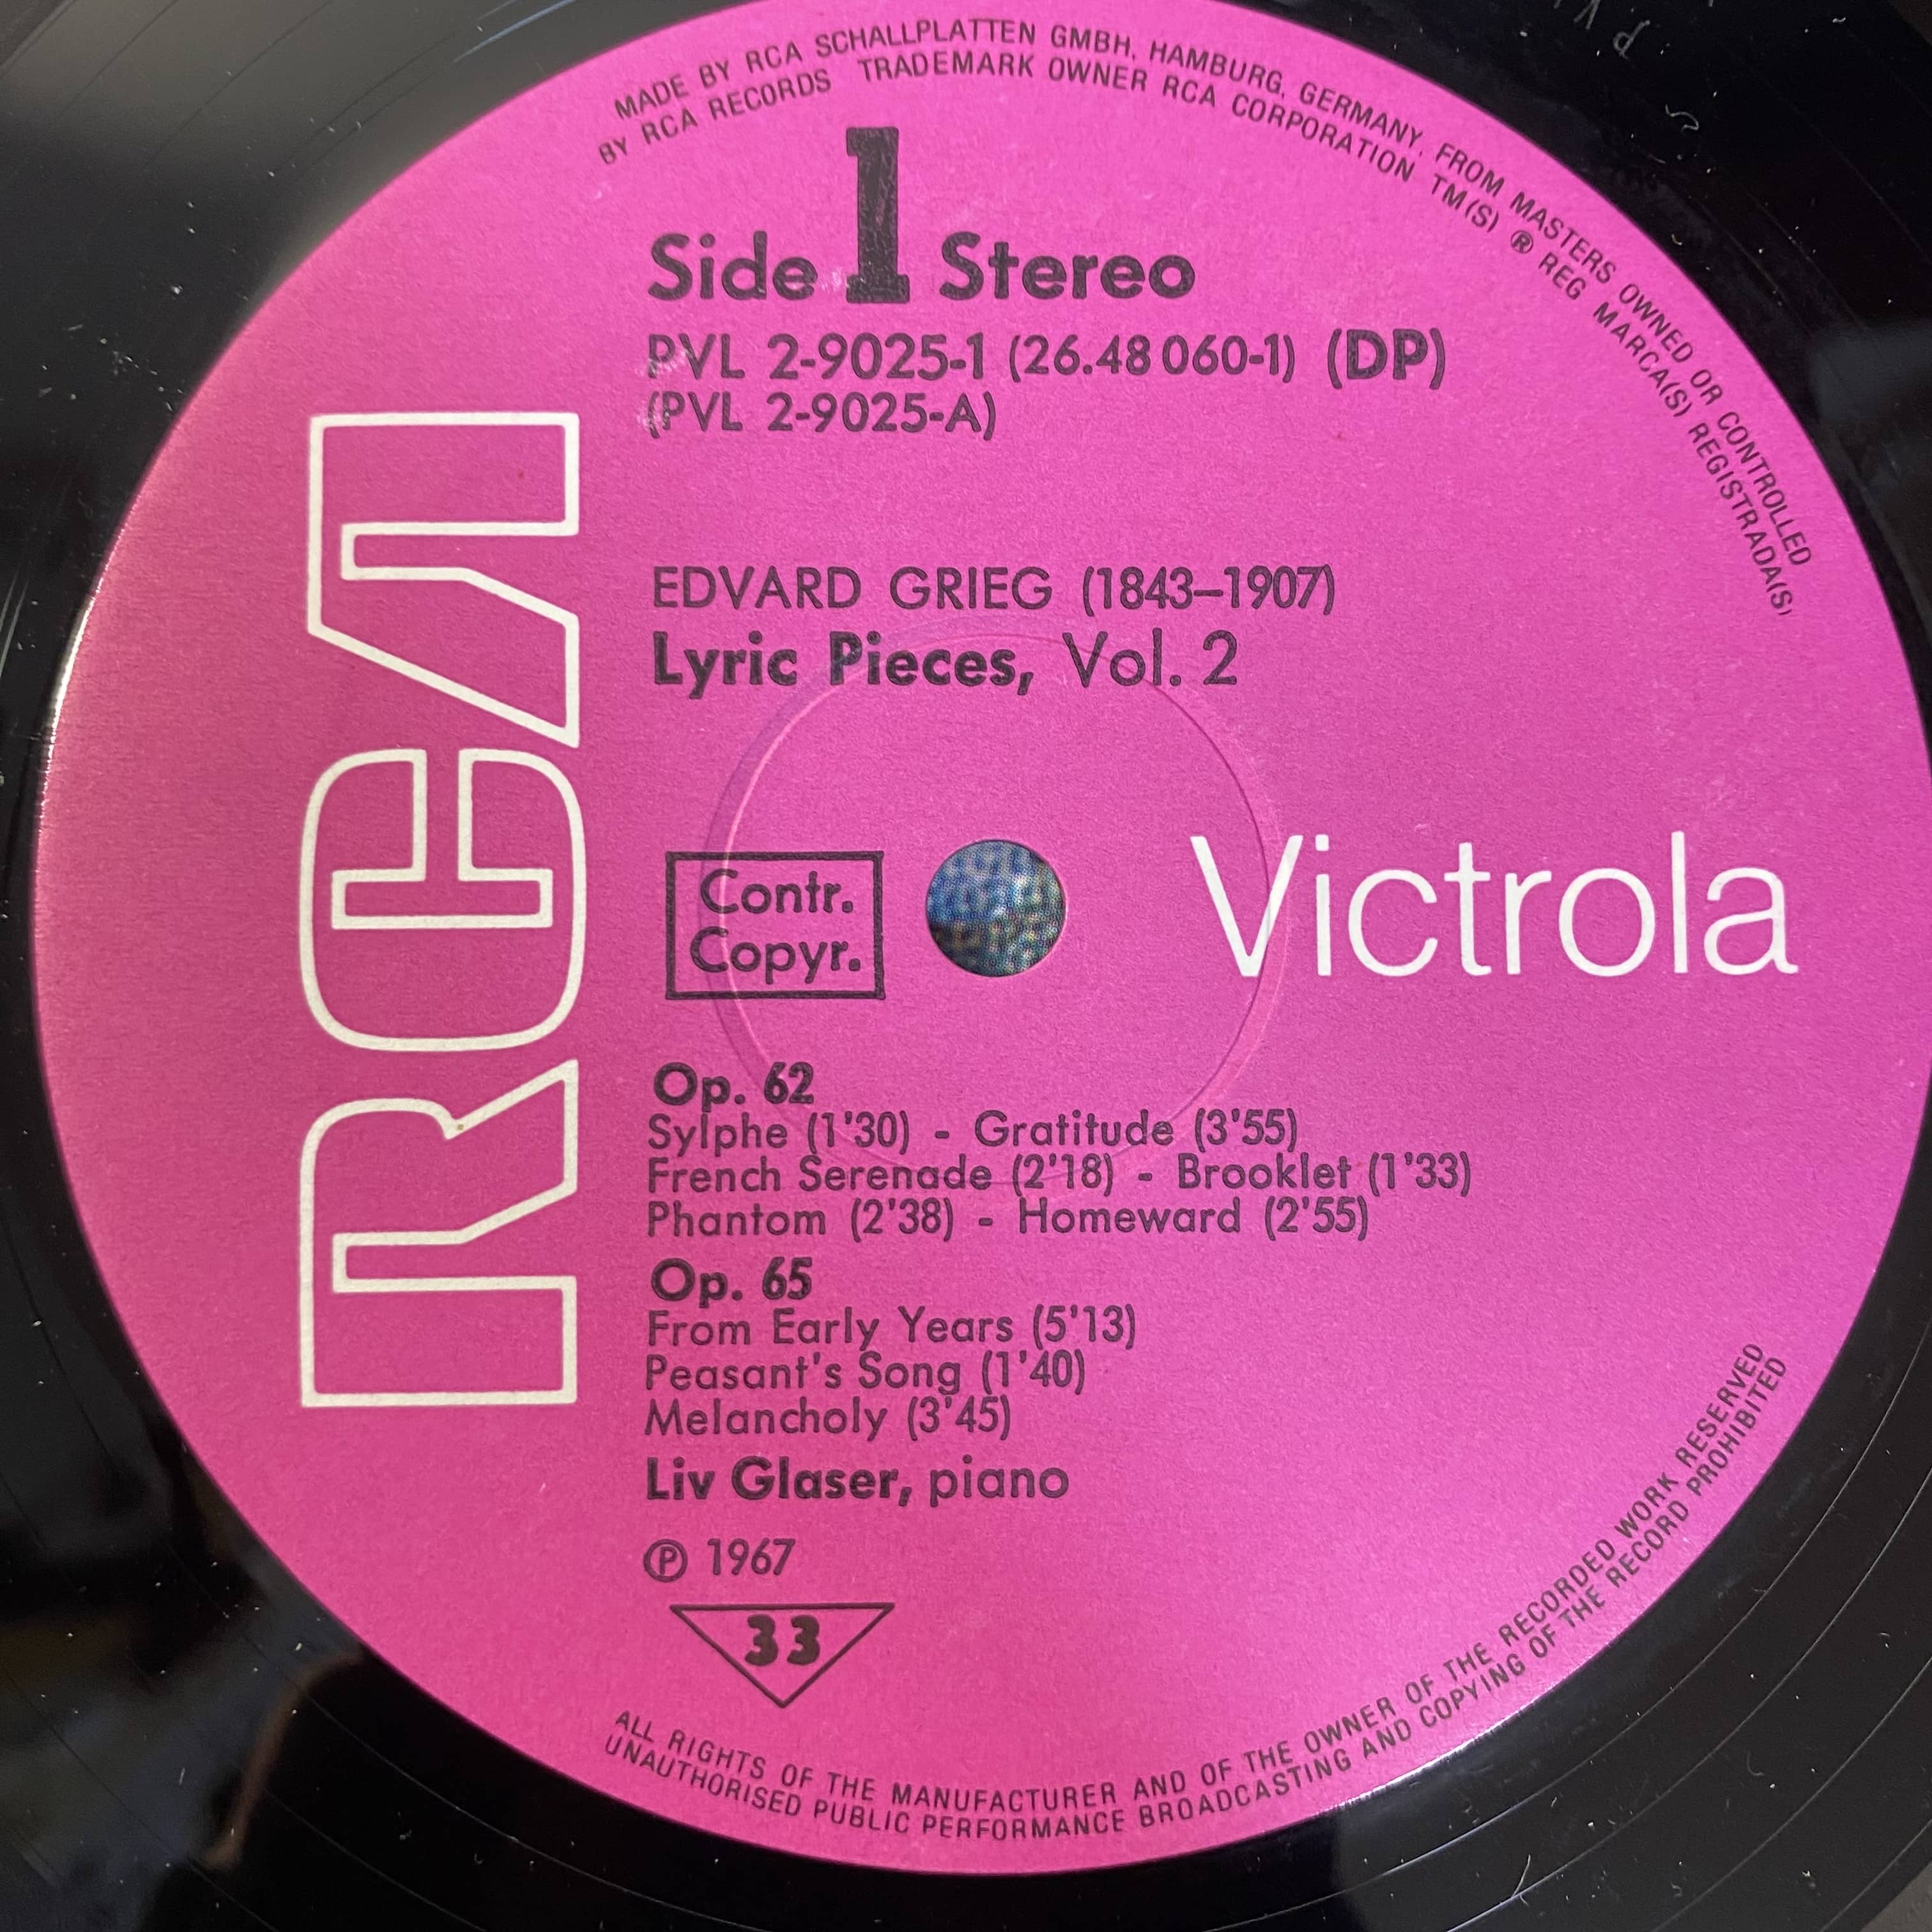 MADE BY RCA SCHALLPLATTEN GMBH, HAMBURG, GERMANY, FROM MASTERS OWNED OR CONTROLLED
BY RCA RECORDS TRADEMARK OWNER RCA CORPORATION TM(S) ® REG MARCA(S) REGISTRADA(S)
Side 1 Stereo
PVL 2-9025-1 (26.48 060-1) (DP)
(PVL 2-9025-A)
RCA
EDVARD GRIEG (1843–1907)
Lyric Pieces, Vol. 2
Contr.
Copyr.
Victrola
Op. 62
Sylphe (1'30) - Gratitude (3'55)
French Serenade (2'18) - Brooklet (1'33)
Phantom (2'38) - Homeward (2'55)
Op. 65
From Early Years (5'13)
Peasant's Song (1'40)
Melancholy (3'45)
Liv Glaser, piano
℗ 1967
33
ALL RIGHTS OF THE MANUFACTURER AND OF THE OWNER OF THE RECORDED WORK RESERVED
UNAUTHORISED PUBLIC PERFORMANCE BROADCASTING AND COPYING OF THE RECORD PROHIBITED